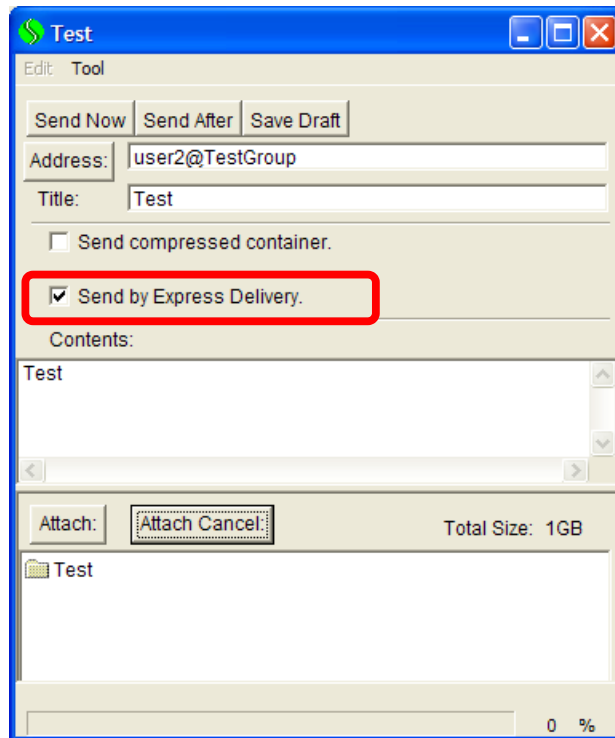 Test
Edit Tool
Send Now Send After Save Draft
Address: user2@TestGroup
Title: Test
Send compressed container.
Send by Express Delivery.
Contents:
Test
Attach: Attach Cancel: Total Size: 1GB
Test
0 %